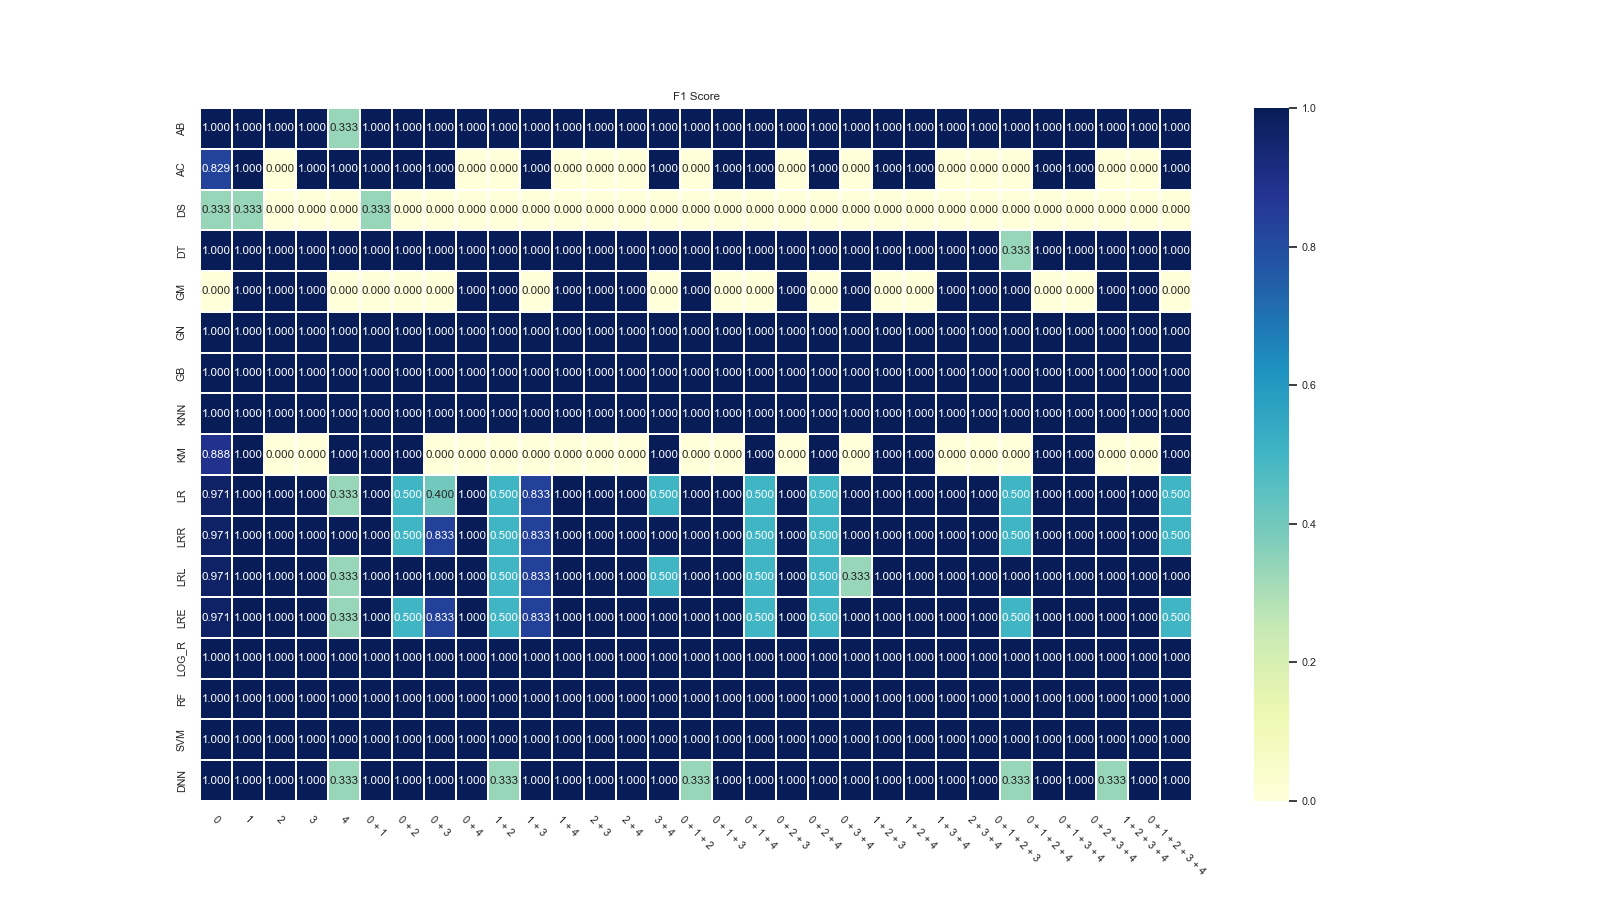 F1 Score
AB 1.000 1.000 1.000 1.000 0.333 1.000 1.000 1.000 1.000 1.000 1.000 1.000 1.000 1.000 1.000 1.000 1.000 1.000 1.000 1.000 1.000 1.000 1.000 1.000 1.000 1.000 1.000 1.000 1.000 1.000 1.000
AC 0.829 1.000 0.000 1.000 1.000 1.000 1.000 1.000 0.000 0.000 1.000 0.000 0.000 0.000 1.000 0.000 1.000 1.000 0.000 1.000 0.000 1.000 1.000 0.000 0.000 0.000 1.000 1.000 0.000 0.000 1.000
DS 0.333 0.333 0.000 0.000 0.000 0.333 0.000 0.000 0.000 0.000 0.000 0.000 0.000 0.000 0.000 0.000 0.000 0.000 0.000 0.000 0.000 0.000 0.000 0.000 0.000 0.000 0.000 0.000 0.000 0.000 0.000
DT 1.000 1.000 1.000 1.000 1.000 1.000 1.000 1.000 1.000 1.000 1.000 1.000 1.000 1.000 1.000 1.000 1.000 1.000 1.000 1.000 1.000 1.000 1.000 1.000 1.000 0.333 1.000 1.000 1.000 1.000 1.000
GM 0.000 1.000 1.000 1.000 0.000 0.000 0.000 0.000 1.000 1.000 0.000 1.000 1.000 1.000 0.000 1.000 0.000 0.000 1.000 0.000 1.000 0.000 0.000 1.000 1.000 1.000 0.000 0.000 1.000 1.000 0.000
GN 1.000 1.000 1.000 1.000 1.000 1.000 1.000 1.000 1.000 1.000 1.000 1.000 1.000 1.000 1.000 1.000 1.000 1.000 1.000 1.000 1.000 1.000 1.000 1.000 1.000 1.000 1.000 1.000 1.000 1.000 1.000
GB 1.000 1.000 1.000 1.000 1.000 1.000 1.000 1.000 1.000 1.000 1.000 1.000 1.000 1.000 1.000 1.000 1.000 1.000 1.000 1.000 1.000 1.000 1.000 1.000 1.000 1.000 1.000 1.000 1.000 1.000 1.000
KNN 1.000 1.000 1.000 1.000 1.000 1.000 1.000 1.000 1.000 1.000 1.000 1.000 1.000 1.000 1.000 1.000 1.000 1.000 1.000 1.000 1.000 1.000 1.000 1.000 1.000 1.000 1.000 1.000 1.000 1.000 1.000
KM 0.888 1.000 0.000 0.000 1.000 1.000 1.000 0.000 0.000 0.000 0.000 0.000 0.000 0.000 1.000 0.000 0.000 1.000 0.000 1.000 0.000 1.000 1.000 0.000 0.000 0.000 1.000 1.000 0.000 0.000 1.000
LR 0.971 1.000 1.000 1.000 0.333 1.000 0.500 0.400 1.000 0.500 0.833 1.000 1.000 1.000 0.500 1.000 1.000 0.500 1.000 0.500 1.000 1.000 1.000 1.000 1.000 0.500 1.000 1.000 1.000 1.000 0.500
LRR 0.971 1.000 1.000 1.000 1.000 1.000 0.500 0.833 1.000 0.500 0.833 1.000 1.000 1.000 1.000 1.000 1.000 0.500 1.000 0.500 1.000 1.000 1.000 1.000 1.000 0.500 1.000 1.000 1.000 1.000 0.500
LRL 0.971 1.000 1.000 1.000 0.333 1.000 1.000 1.000 1.000 0.500 0.833 1.000 1.000 1.000 0.500 1.000 1.000 0.500 1.000 0.500 0.333 1.000 1.000 1.000 1.000 1.000 1.000 1.000 1.000 1.000 1.000
LRE 0.971 1.000 1.000 1.000 0.333 1.000 0.500 0.833 1.000 0.500 0.833 1.000 1.000 1.000 1.000 1.000 1.000 0.500 1.000 0.500 1.000 1.000 1.000 1.000 1.000 0.500 1.000 1.000 1.000 1.000 0.500
LOG_R 1.000 1.000 1.000 1.000 1.000 1.000 1.000 1.000 1.000 1.000 1.000 1.000 1.000 1.000 1.000 1.000 1.000 1.000 1.000 1.000 1.000 1.000 1.000 1.000 1.000 1.000 1.000 1.000 1.000 1.000 1.000
RF 1.000 1.000 1.000 1.000 1.000 1.000 1.000 1.000 1.000 1.000 1.000 1.000 1.000 1.000 1.000 1.000 1.000 1.000 1.000 1.000 1.000 1.000 1.000 1.000 1.000 1.000 1.000 1.000 1.000 1.000 1.000
SVM 1.000 1.000 1.000 1.000 1.000 1.000 1.000 1.000 1.000 1.000 1.000 1.000 1.000 1.000 1.000 1.000 1.000 1.000 1.000 1.000 1.000 1.000 1.000 1.000 1.000 1.000 1.000 1.000 1.000 1.000 1.000
DNN 1.000 1.000 1.000 1.000 0.333 1.000 1.000 1.000 1.000 0.333 1.000 1.000 1.000 1.000 1.000 0.333 1.000 1.000 1.000 1.000 1.000 1.000 1.000 1.000 1.000 0.333 1.000 1.000 0.333 1.000 1.000
0
1
2
3
4
0 + 1
0 + 2
0 + 3
0 + 4
1 + 2
1 + 3
1 + 4
2 + 3
2 + 4
3 + 4
0 + 1 + 2
0 + 1 + 3
0 + 1 + 4
0 + 2 + 3
0 + 2 + 4
0 + 3 + 4
1 + 2 + 3
1 + 2 + 4
1 + 3 + 4
2 + 3 + 4
0 + 1 + 2 + 3
0 + 1 + 2 + 4
0 + 1 + 3 + 4
0 + 2 + 3 + 4
1 + 2 + 3 + 4
0 + 1 + 2 + 3 + 4
1.0
0.8
0.6
0.4
0.2
0.0